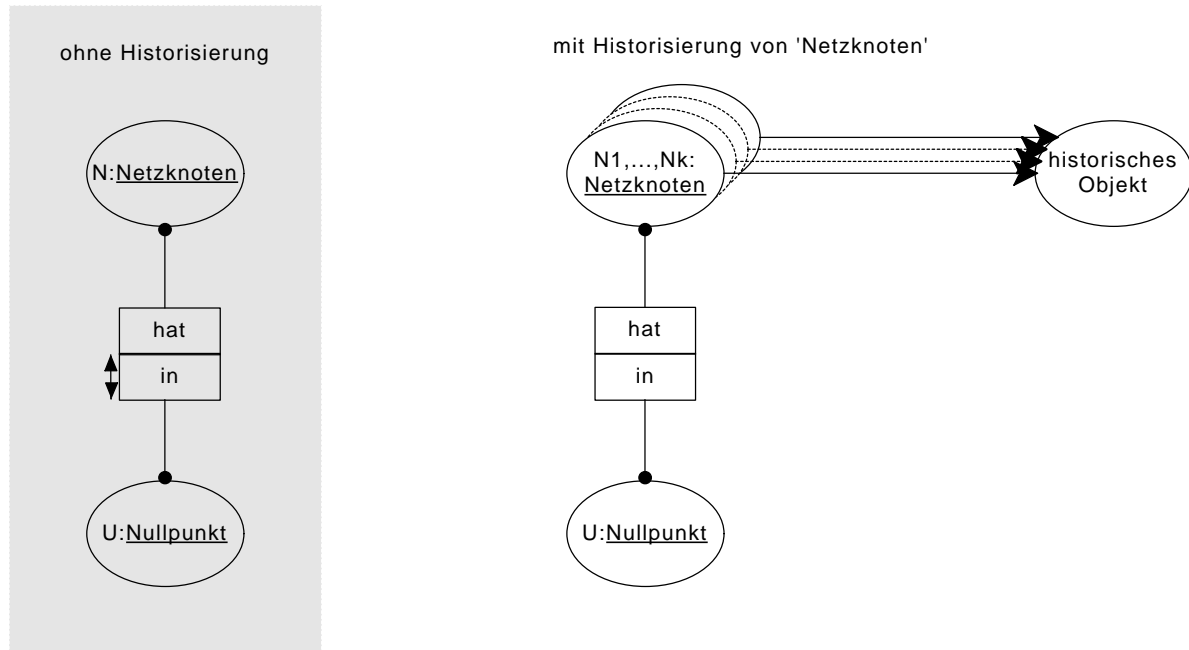 ohne Historisierung
N:Netzknoten
hat
in
U:Nullpunkt
mit Historisierung von 'Netzknoten'
N1,...,Nk:
Netzknoten
historisches
Objekt
hat
in
U:Nullpunkt